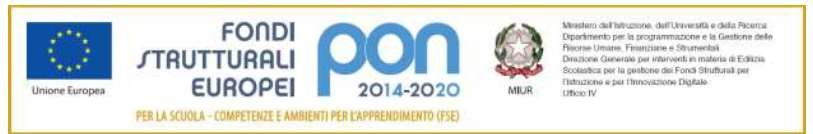 Unione Europea
FONDI
STRUTTURALI
EUROPEI
pon
2014-2020
PER LA SCUOLA - COMPETENZE E AMBIENTI PER L'APPRENDIMENTO (FSE)
MIUR
Ministero dell'Istruzione, dell'Università e della Ricerca
Dipartimento per la programmazione e la Gestione delle
Risorse Umane, Finanziarie e Strumentali
Direzione Generale per interventi in materia di Edilizia
Scolastica per la gestione dei Fondi Strutturali per
l'Istruzione e per l'Innovazione Digitale
Ufficio IV